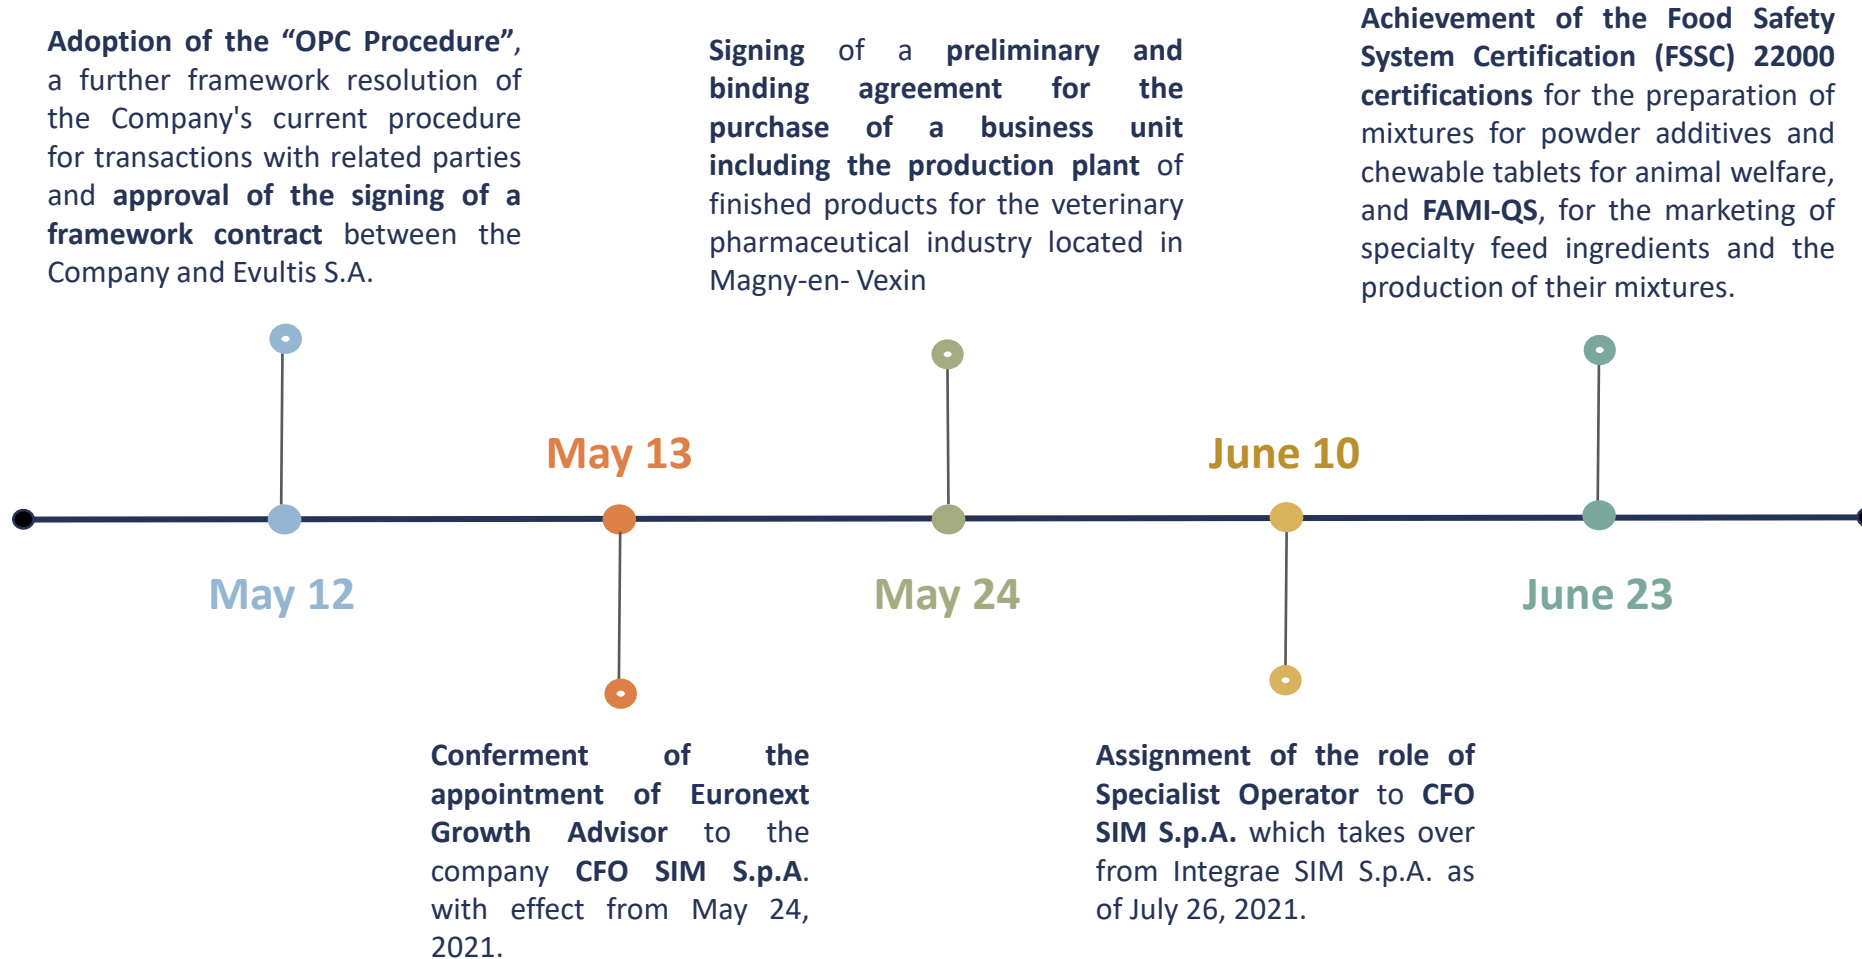 Adoption of the “OPC Procedure”,
a further framework resolution of
the Company's current procedure
for transactions with related parties
and approval of the signing of a
framework contract between the
Company and Evultis S.A.
Signing of a preliminary and
binding agreement for the
purchase of a business unit
including the production plant of
finished products for the veterinary
pharmaceutical industry located in
Magny-en- Vexin
Achievement of the Food Safety
System Certification (FSSC) 22000
certifications for the preparation of
mixtures for powder additives and
chewable tablets for animal welfare,
and FAMI-QS, for the marketing of
specialty feed ingredients and the
production of their mixtures.
May 13
June 10
May 12
May 24
June 23
Conferment of the
appointment of Euronext
Growth Advisor to the
company CFO SIM S.p.A.
with effect from May 24,
2021.
Assignment of the role of
Specialist Operator to CFO
SIM S.p.A. which takes over
from Integrae SIM S.p.A. as
of July 26, 2021.